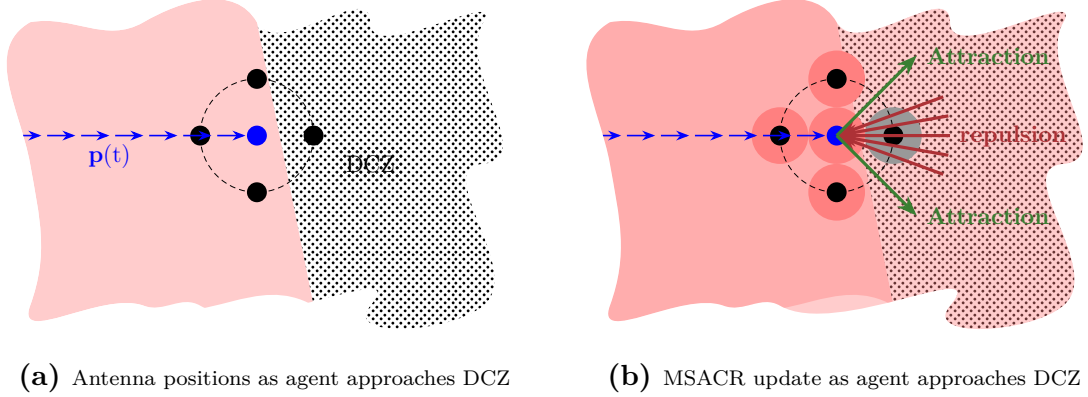 Attraction
p(t)
DCZ
repulsion
Attraction
(a) Antenna positions as agent approaches DCZ
(b) MSACR update as agent approaches DCZ